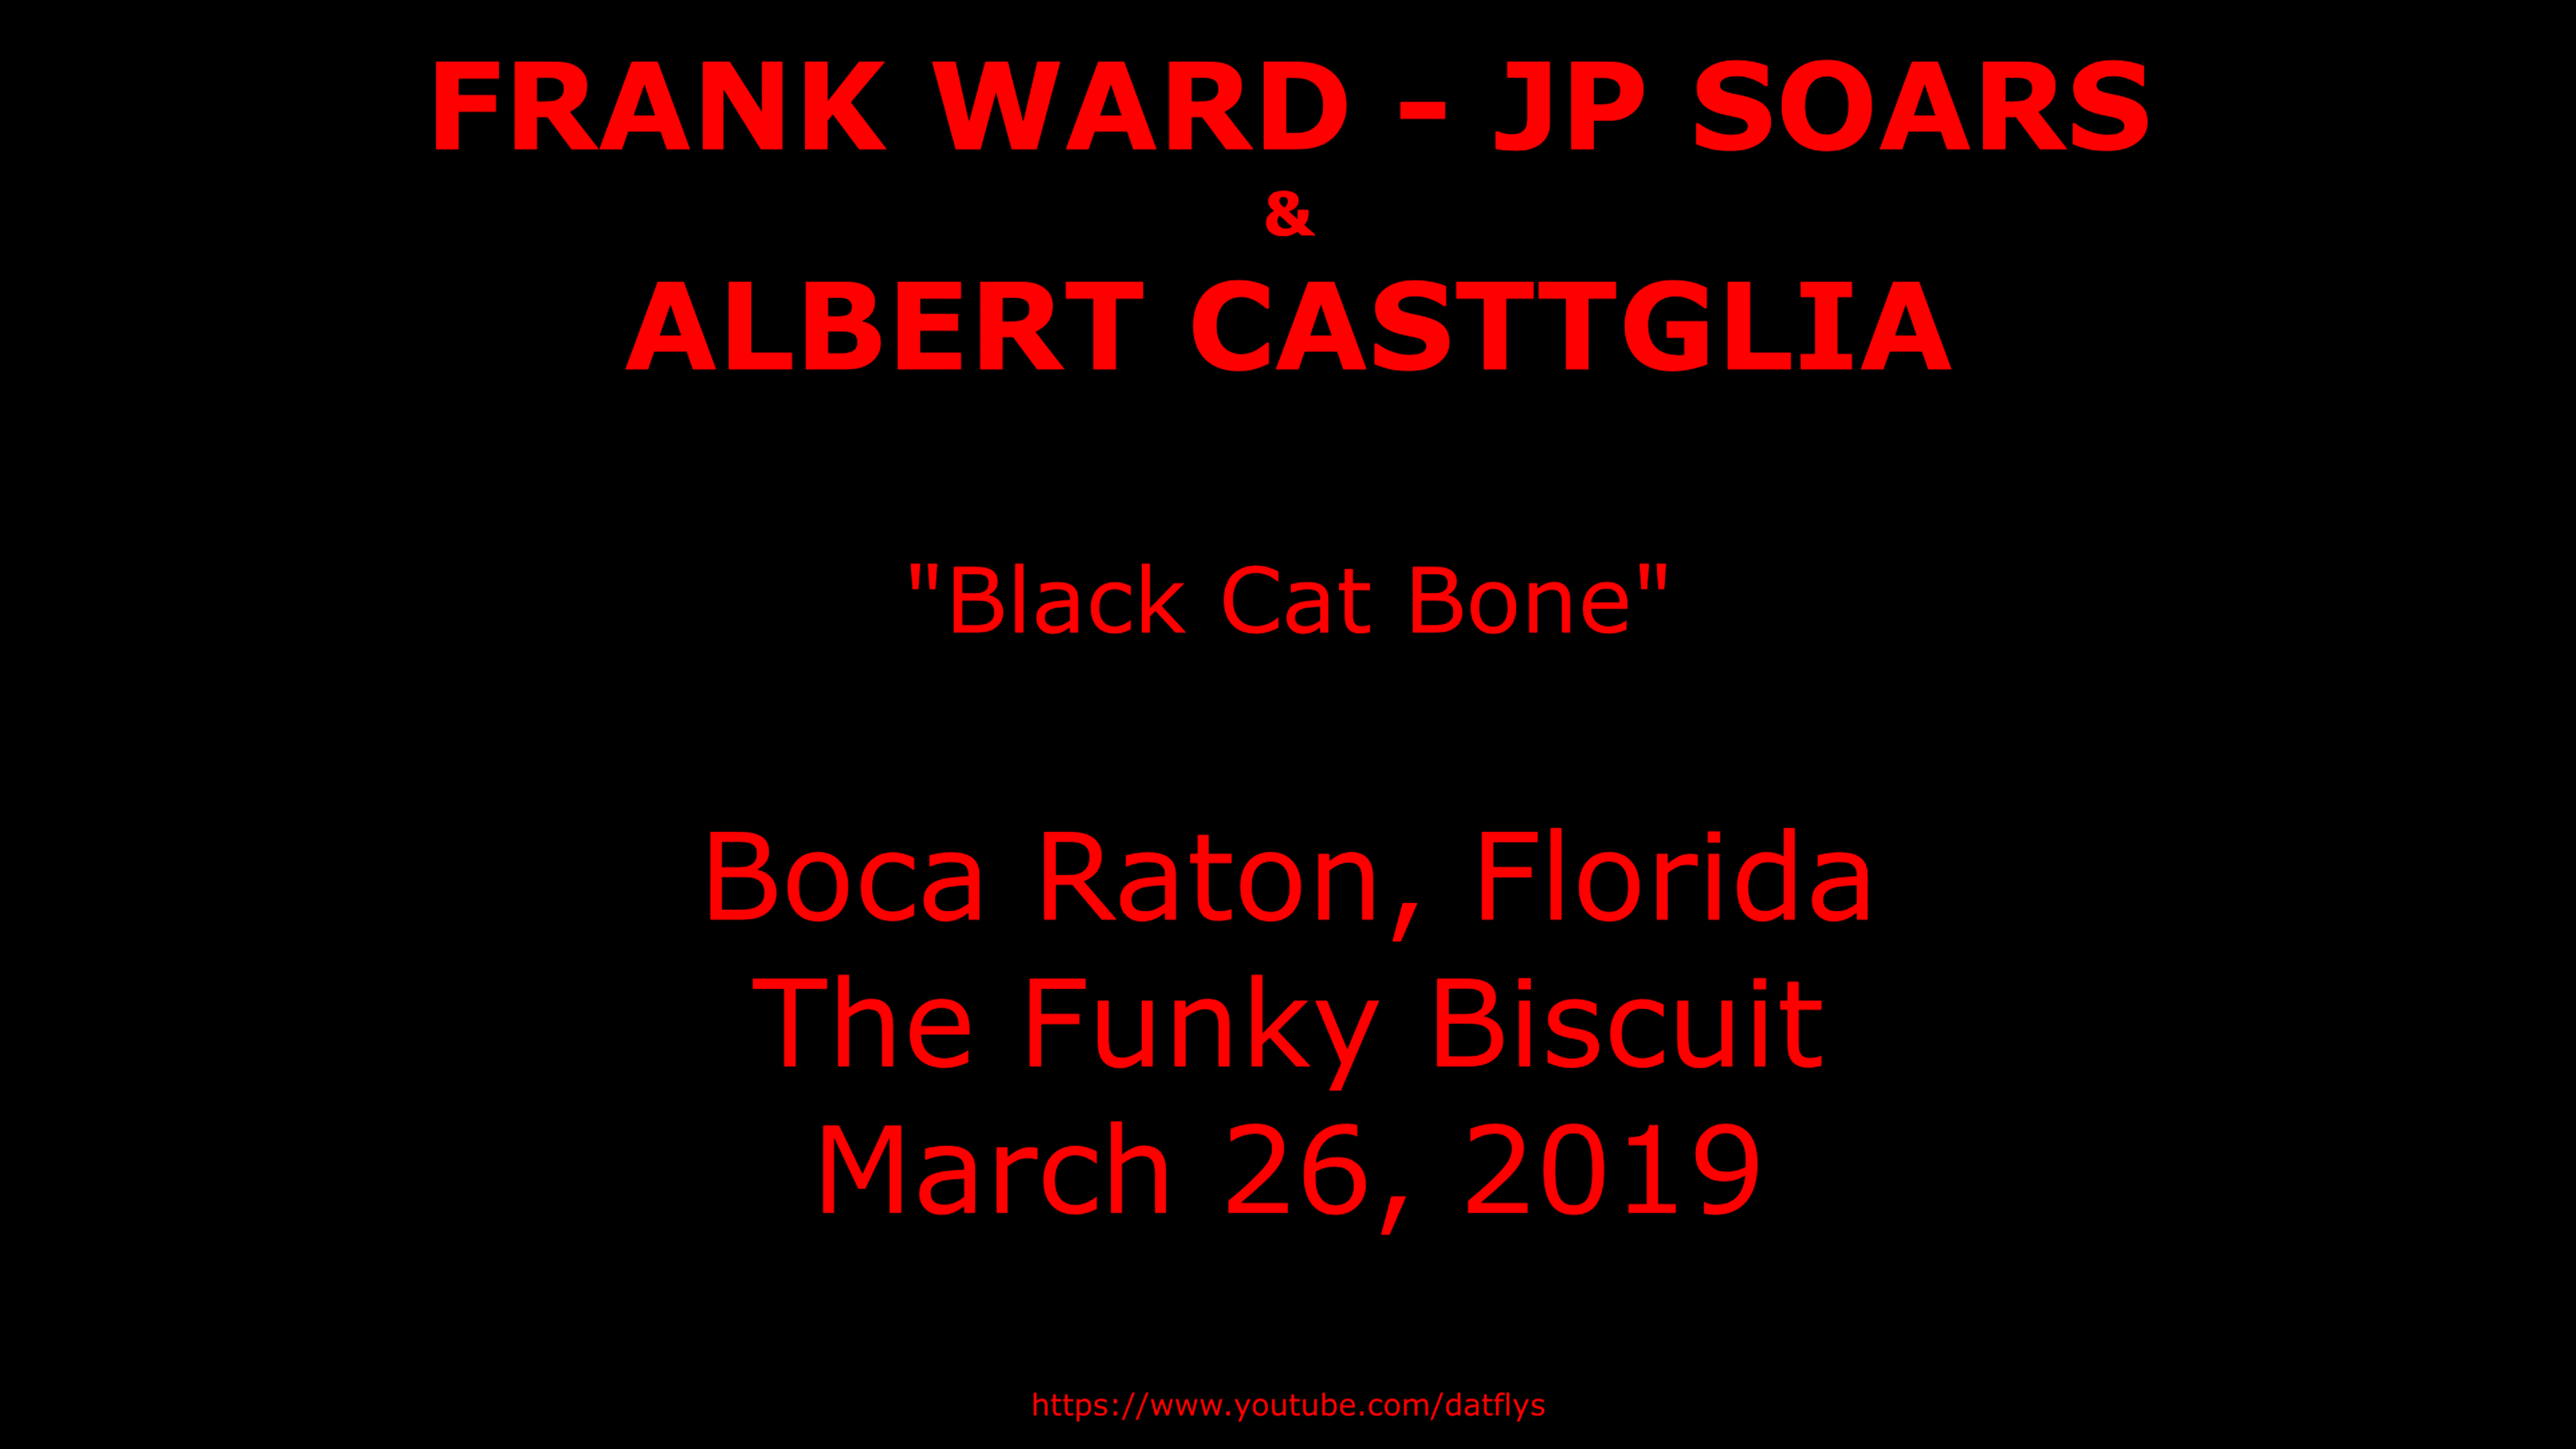 FRANK WARD - JP SOARS
&
ALBERT CASTTGLIA
"Black Cat Bone"
Boca Raton, Florida
The Funky Biscuit
March 26, 2019
https://www.youtube.com/datflys